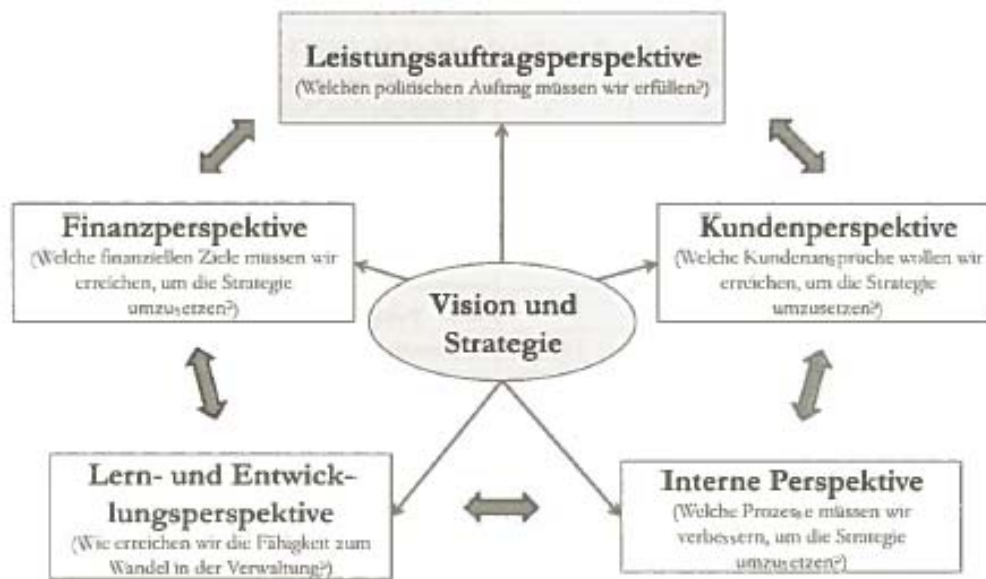 Leistungsauftragsperspektive
(Welchen politischen Auftrag müssen wir erfüllen?)
Finanzperspektive
(Welche finanziellen Ziele müssen wir
erreichen, um die Strategie
umzusetzen?)
Kundenperspektive
(Welche Kundenansprüche wollen wir
erreichen, um die Strategie
umzusetzen?)
Vision und
Strategie
Lern- und Entwick-
lungsperspektive
(Wie erreichen wir die Fähigkeit zum
Wandel in der Verwaltung?)
Interne Perspektive
(Welche Prozesse müssen wir
verbessern, um die Strategie
umzusetzen?)